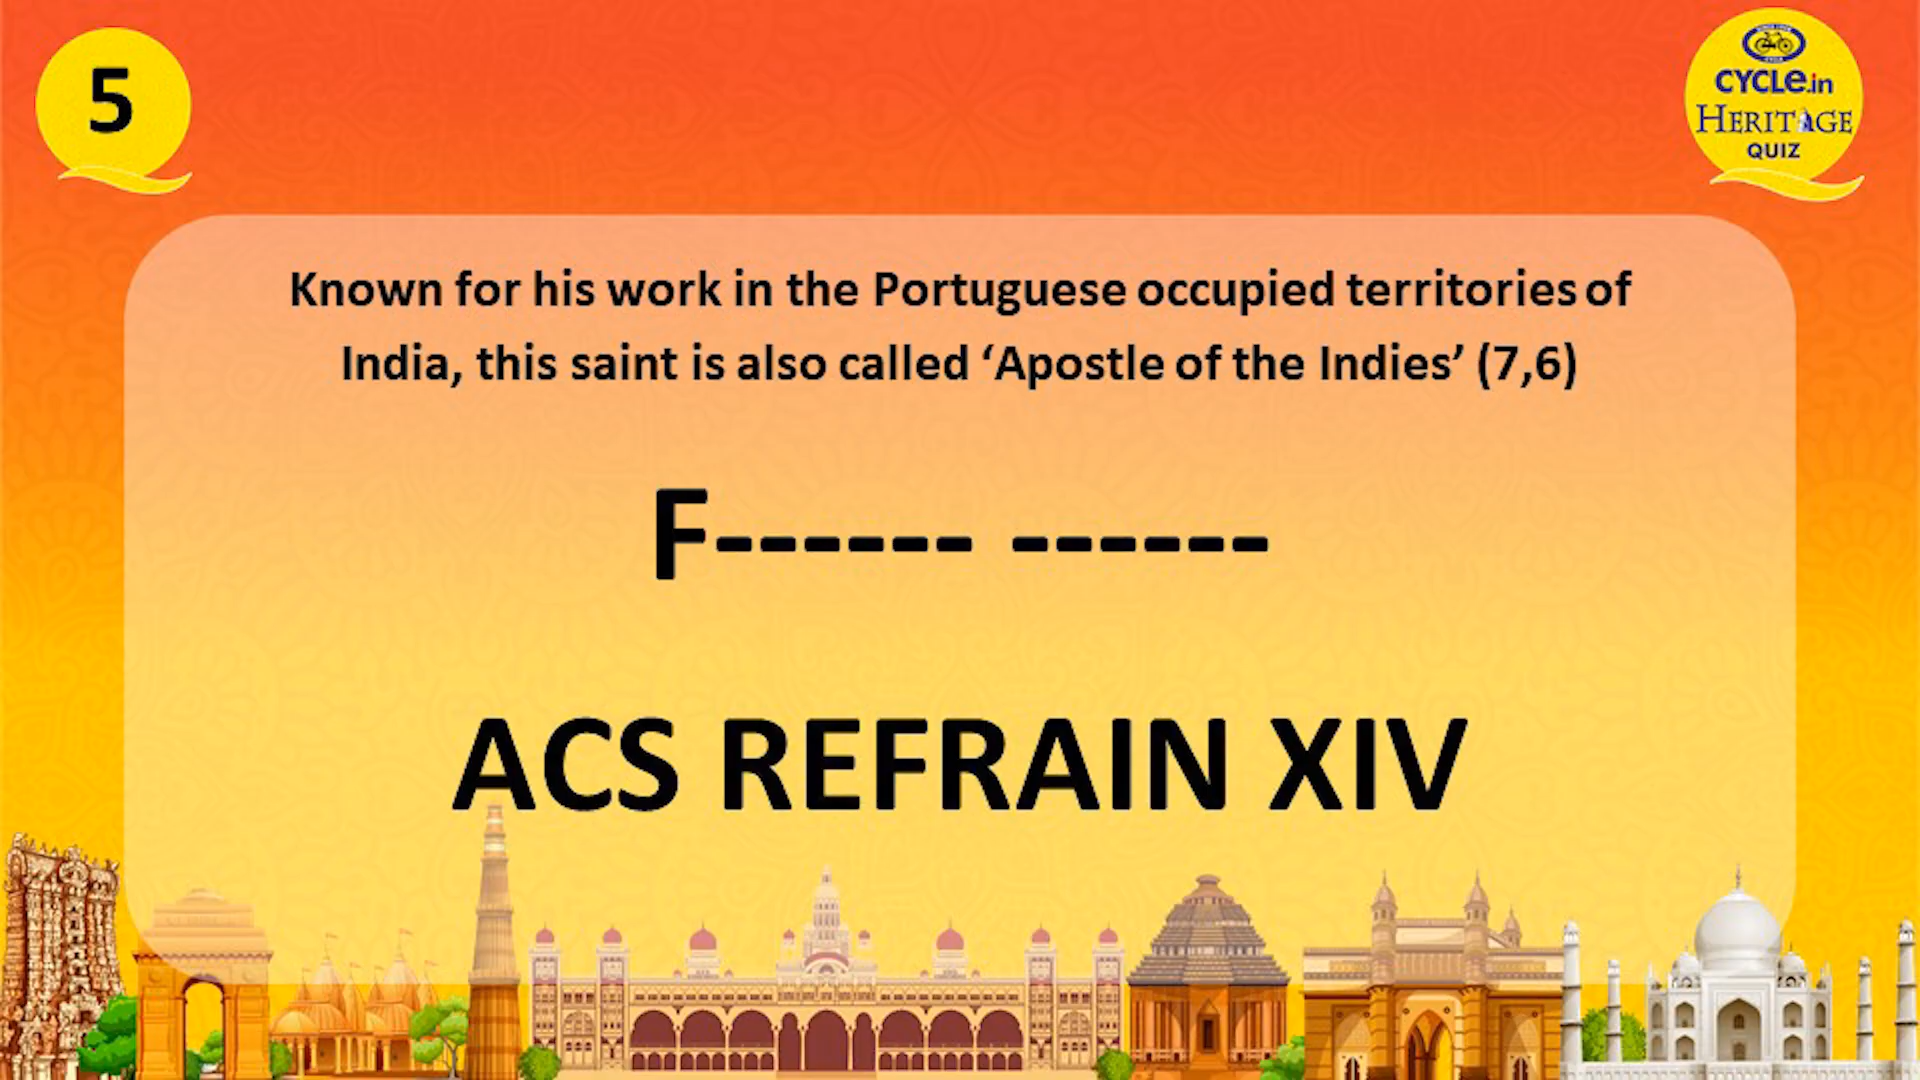 5
CYCLE.in
HERITAGE
QUIZ
Known for his work in the Portuguese occupied territories of
India, this saint is also called ‘Apostle of the Indies’ (7,6)
F------ ------
ACS REFRAIN XIV